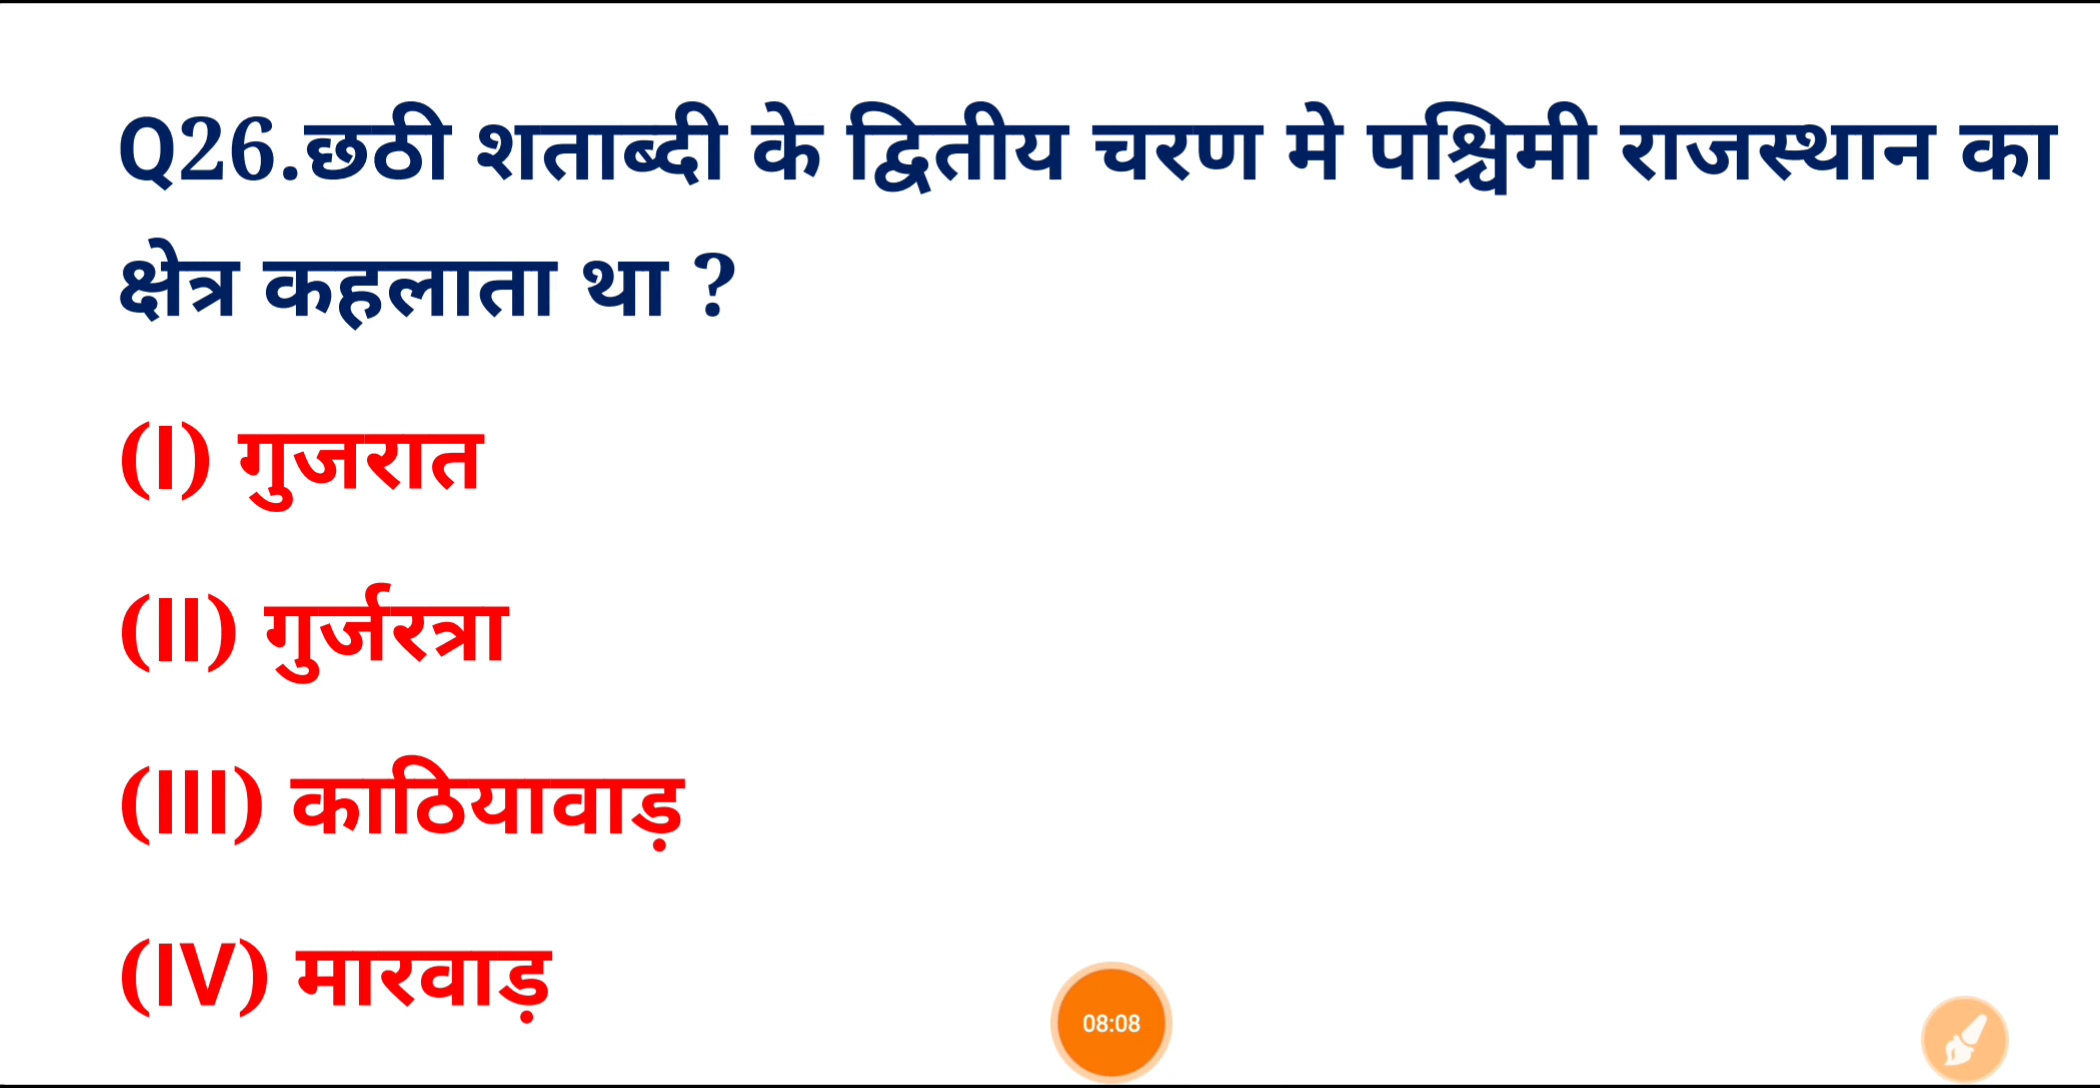 Q26.छठी शताब्दी के द्वितीय चरण मे पश्चिमी राजस्थान का
क्षेत्र कहलाता था ?
(I) गुजरात
(II) गुर्जरत्रा
(III) काठियावाड़
(IV) मारवाड़
08:08